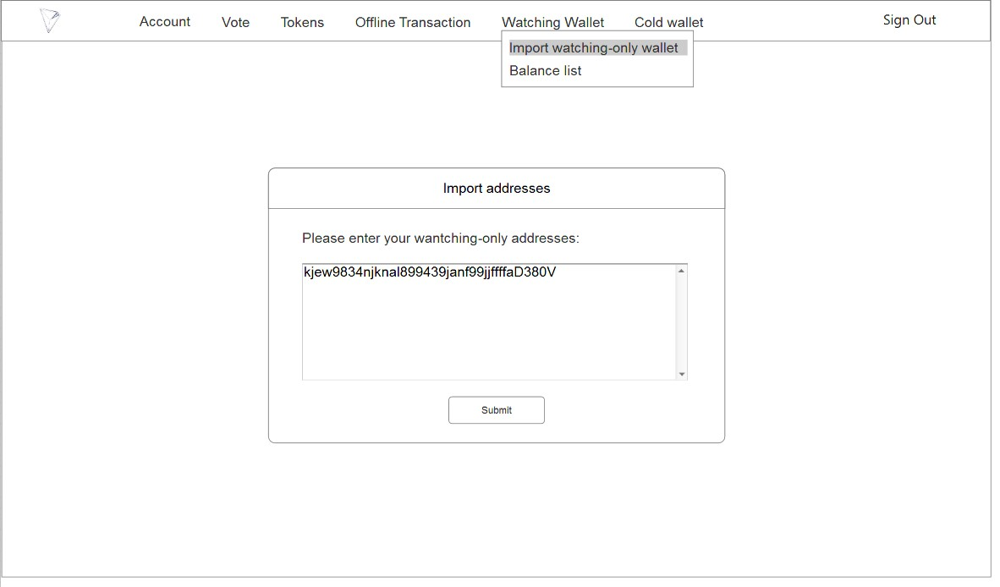 Account Vote Tokens Offline Transaction Watching Wallet Cold wallet Sign Out
Import watching-only wallet
Balance list
Import addresses
Please enter your wantching-only addresses:
kjew9834njknal899439janf99jjffffaD380V
Submit